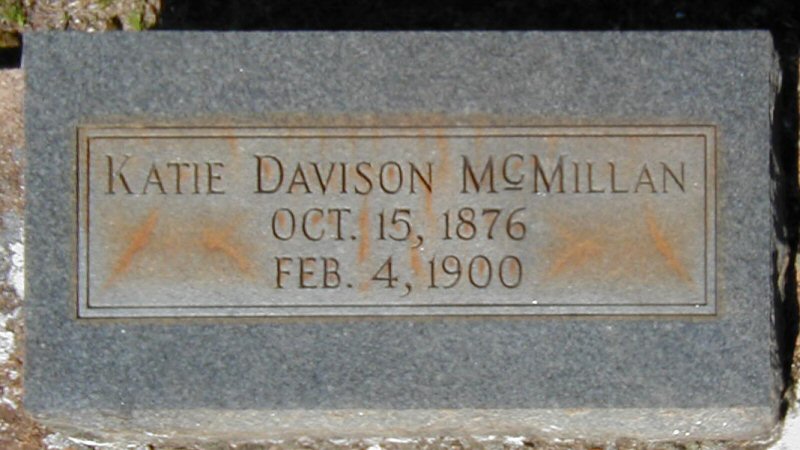 KATIE DAVISON MCMILLAN
OCT. 15, 1876
FEB. 4, 1900